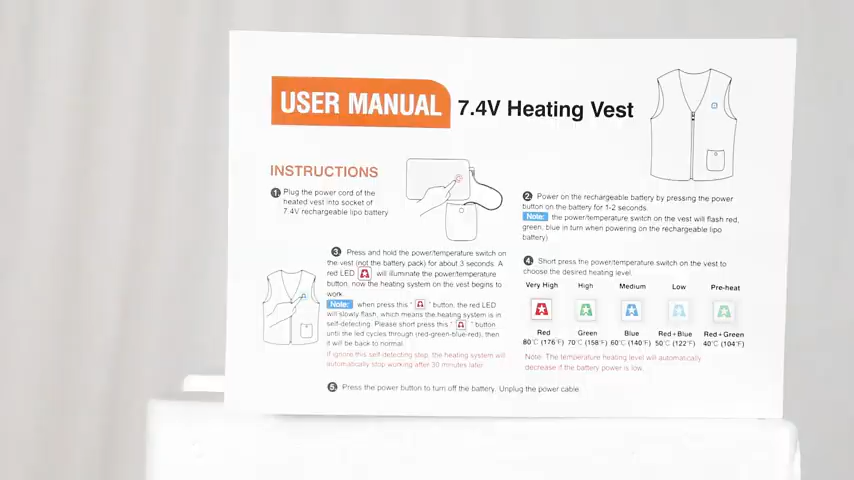 USER MANUAL 7.4V Heating Vest
INSTRUCTIONS
1. Plug the power cord of the
heated vest into socket of
7.4V rechargeable lipo battery
2 Power on the rechargeable battery by pressing the power
button on the battery for 1-2 seconds.
Note: the power/temperature switch on the vest will flash red,
green, blue in turn when powering on the rechargeable lipo
battery)
3. Press and hold the power/temperature switch on
the vest (not the battery pack) for about 3 seconds. A
red LED will illuminate the power/temperature
button, now the heating system on the vest begins to
work.
Note: when press this " " button, the red LED
will slowly flash, which means the heating system is in
self-detecting. Please short press this " " button
until the led cycles through (red-green-blue-red), then
it will be back to normal.
If ignore this self-detecting step, the heating system will
automatically stop working after 30 minutes later.
4 Short press the power/temperature switch on the vest to
choose the desired heating level.
Very High High Medium Low Pre-heat
Red Green Blue Red+Blue Red+Green
80°C (176°F) 70°C (158°F) 60°C (140°F) 50°C (122°F) 40°C (104°F)
Note: The temperature heating level will automatically
decrease if the battery power is low.
5. Press the power button to turn off the battery. Unplug the power cable.